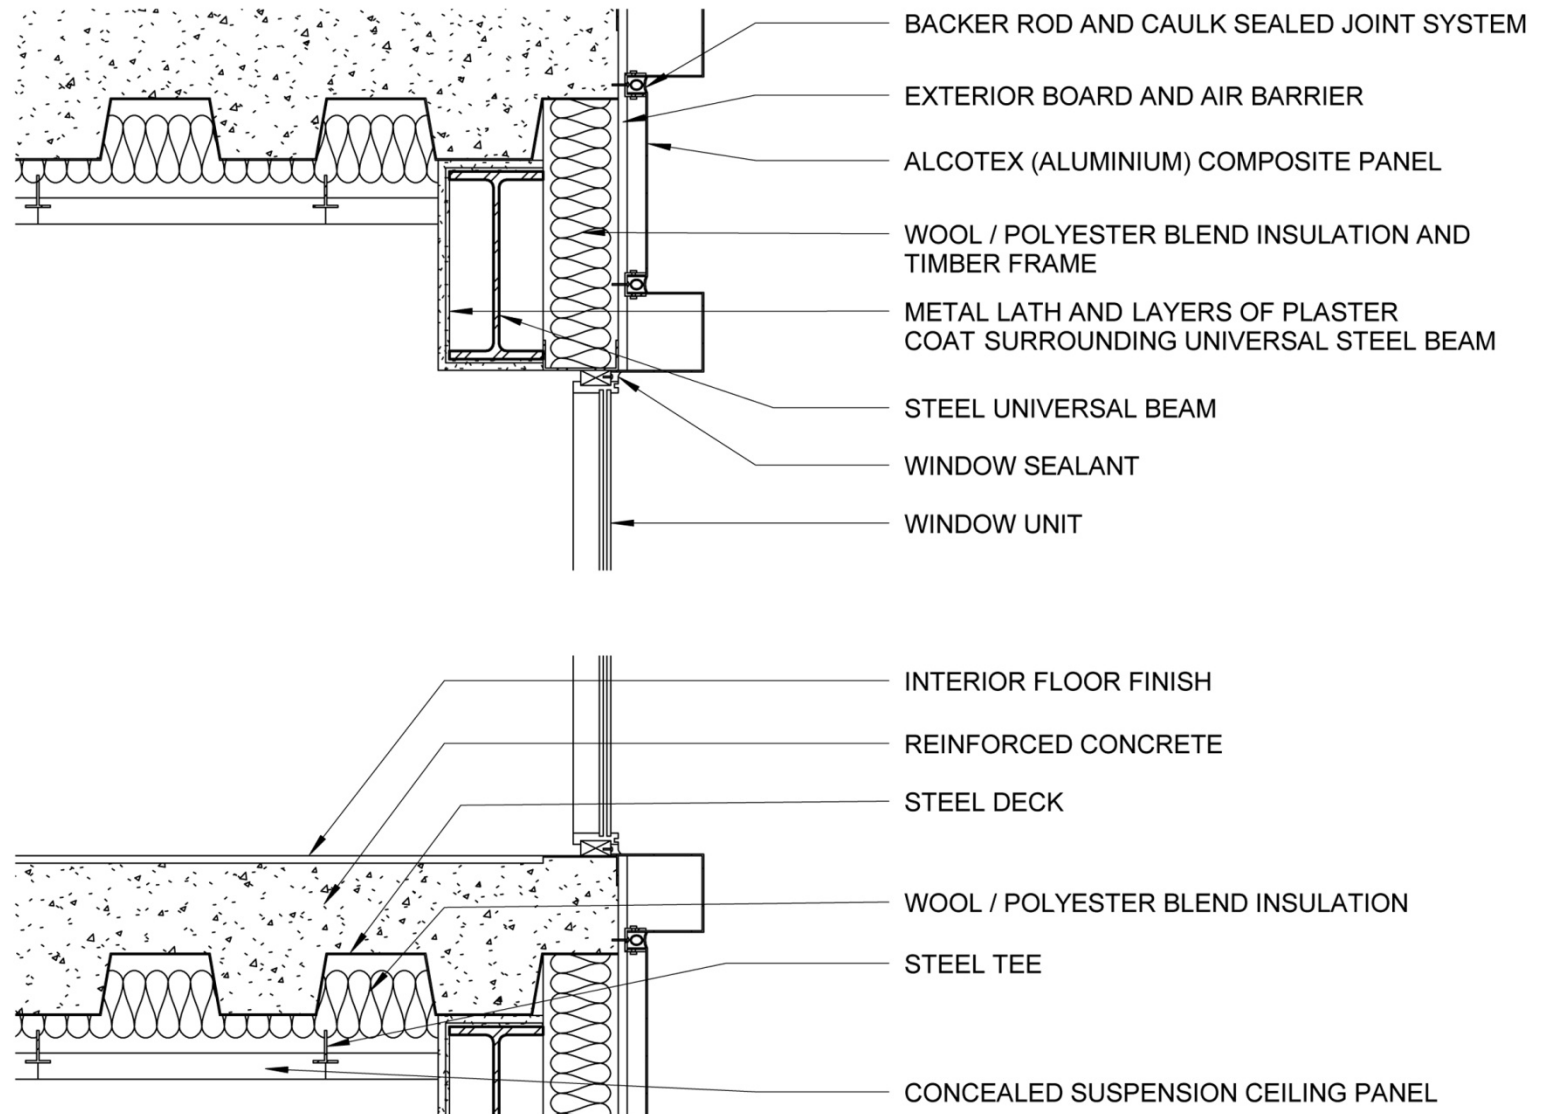 BACKER ROD AND CAULK SEALED JOINT SYSTEM
EXTERIOR BOARD AND AIR BARRIER
ALCOTEX (ALUMINIUM) COMPOSITE PANEL
WOOL / POLYESTER BLEND INSULATION AND
TIMBER FRAME
METAL LATH AND LAYERS OF PLASTER
COAT SURROUNDING UNIVERSAL STEEL BEAM
STEEL UNIVERSAL BEAM
WINDOW SEALANT
WINDOW UNIT
INTERIOR FLOOR FINISH
REINFORCED CONCRETE
STEEL DECK
WOOL / POLYESTER BLEND INSULATION
STEEL TEE
CONCEALED SUSPENSION CEILING PANEL